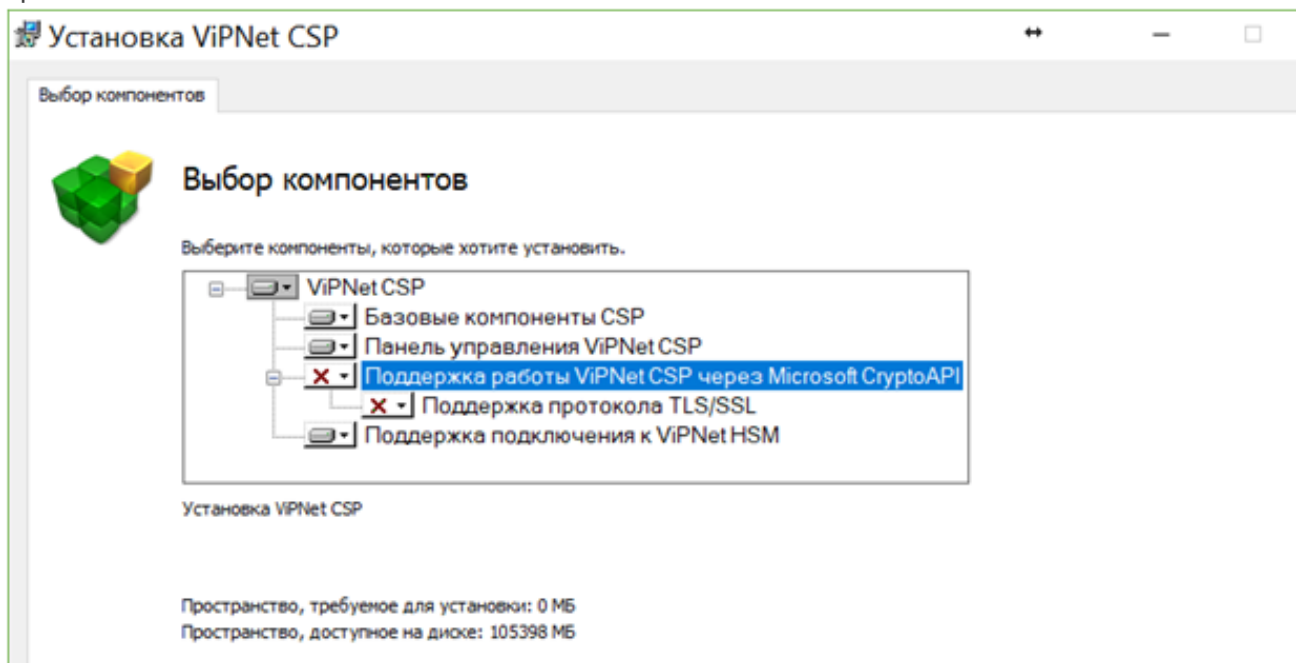 Установка ViPNet CSP
Выбор компонентов
Выбор компонентов
Выберите компоненты, которые хотите установить.
ViPNet CSP
Базовые компоненты CSP
Панель управления ViPNet CSP
Поддержка работы ViPNet CSP через Microsoft CryptoAPI
Поддержка протокола TLS/SSL
Поддержка подключения к ViPNet HSM
Установка ViPNet CSP
Пространство, требуемое для установки: 0 МБ
Пространство, доступное на диске: 105398 МБ